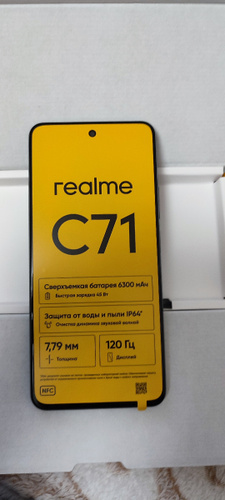 realme
C71
Сверхъемкая батарея 6300 мАч
Быстрая зарядка 45 Вт
Защита от воды и пыли IP64*
Очистка динамика звуковой волной
7,79 мм
Толщина
120 Гц
Дисплей
NFC